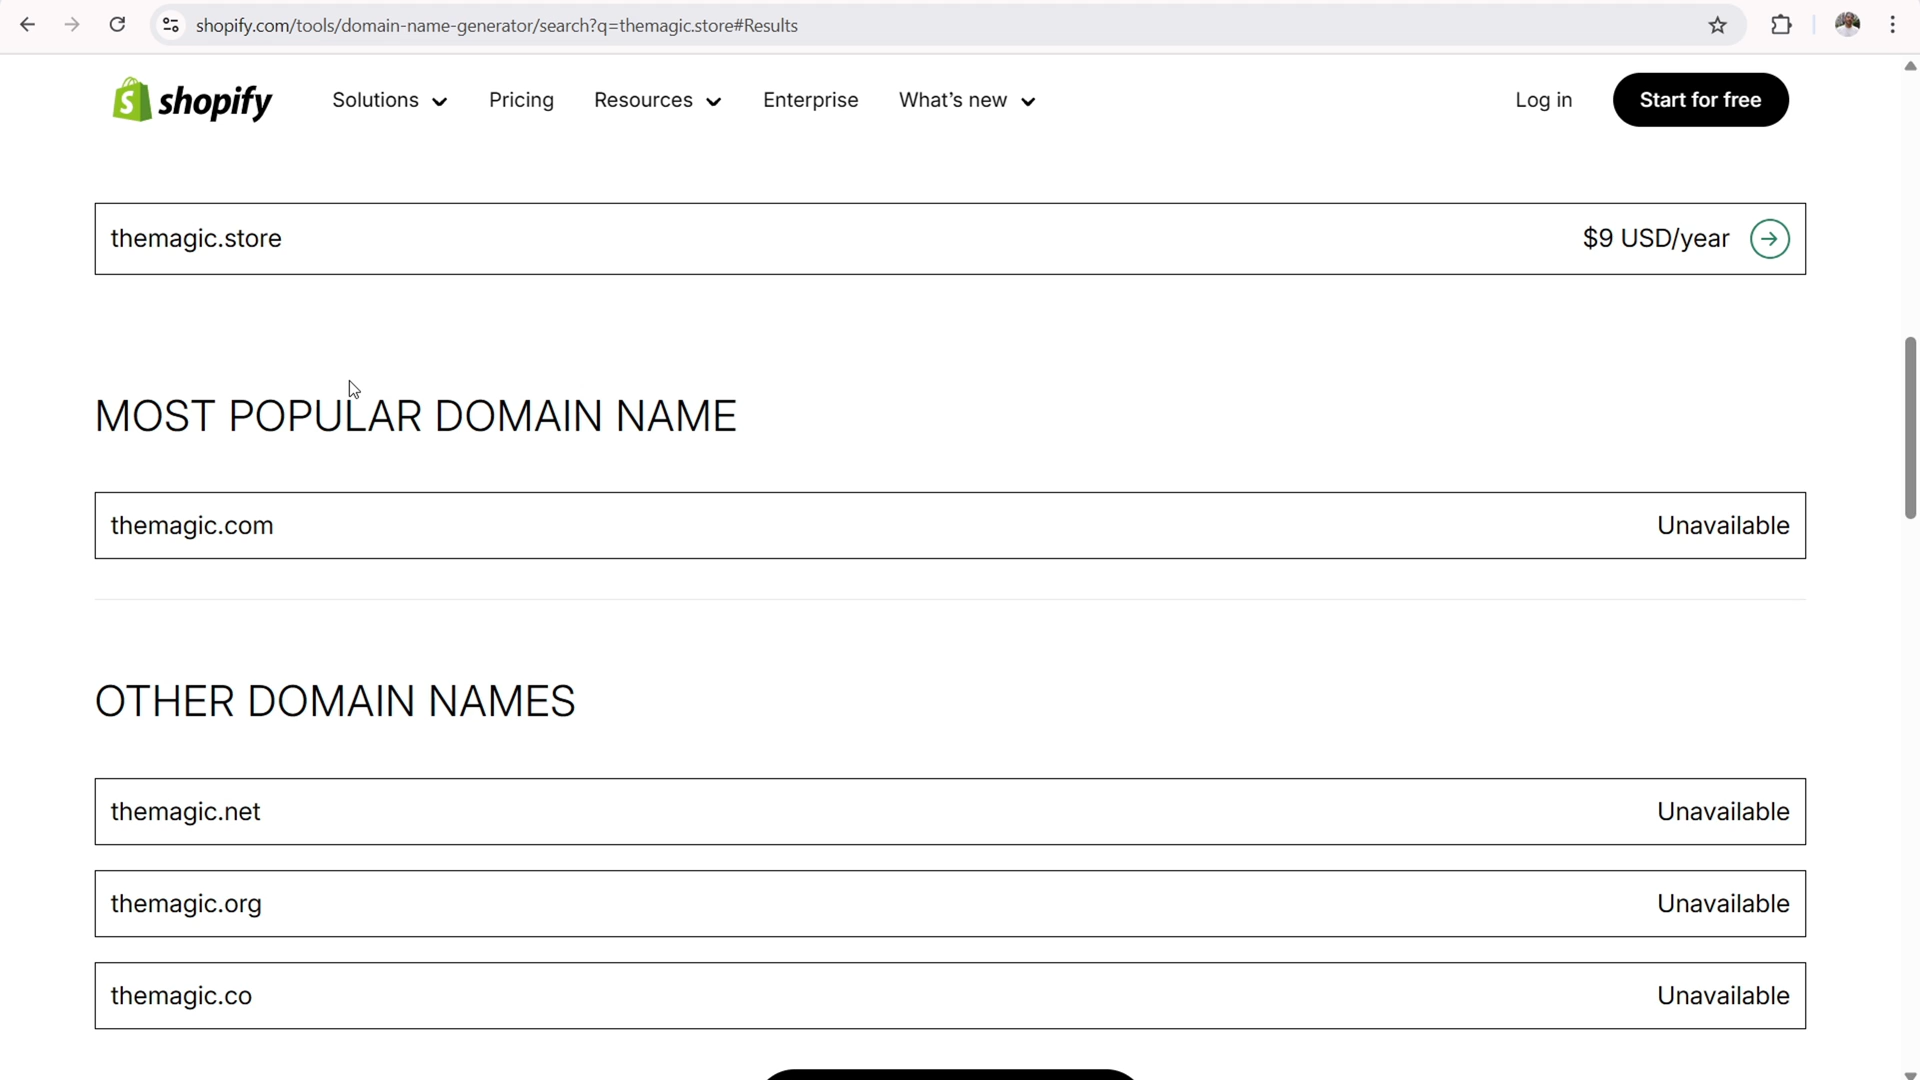 shopify.com/tools/domain-name-generator/search?q=themagic.store#Results
shopify Solutions Pricing Resources Enterprise What's new Log in Start for free
themagic.store $9 USD/year
MOST POPULAR DOMAIN NAME
themagic.com Unavailable
OTHER DOMAIN NAMES
themagic.net Unavailable
themagic.org Unavailable
themagic.co Unavailable